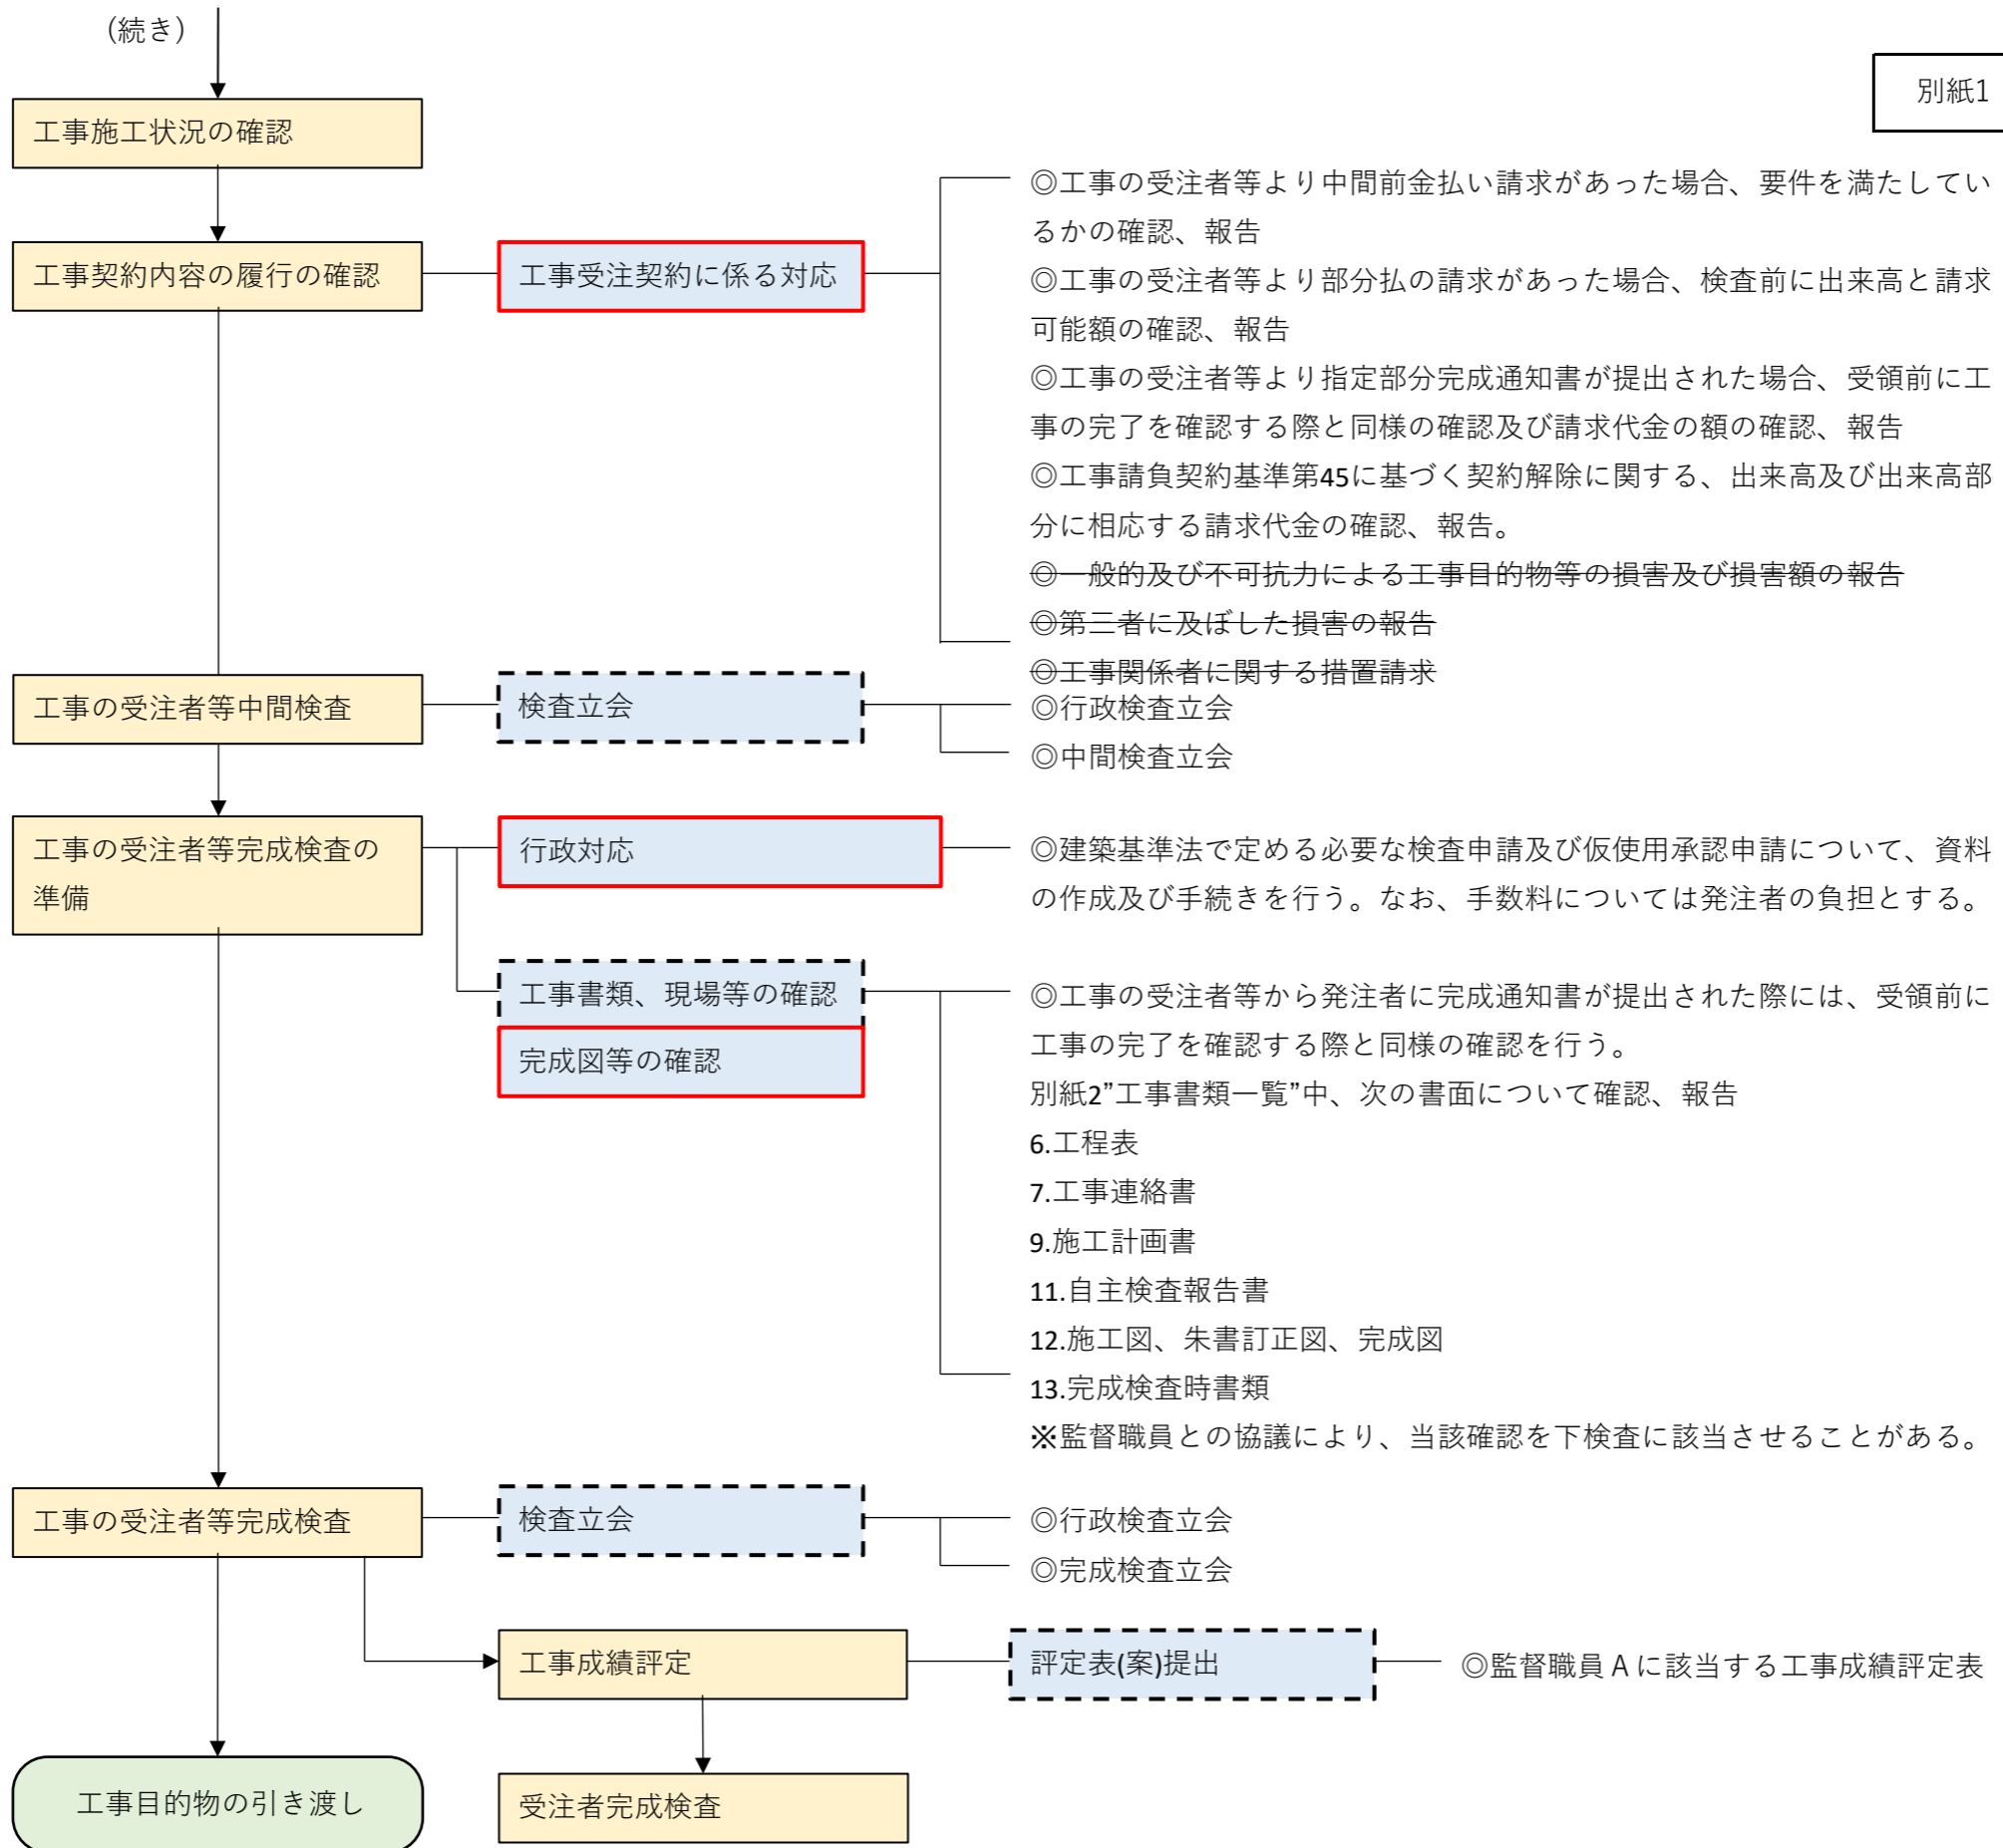 (続き)
別紙1
工事施工状況の確認
工事契約内容の履行の確認
工事受注契約に係る対応
◎工事の受注者等より中間前金払い請求があった場合、要件を満たしてい
るかの確認、報告
◎工事の受注者等より部分払の請求があった場合、検査前に出来高と請求
可能額の確認、報告
◎工事の受注者等より指定部分完成通知書が提出された場合、受領前に工
事の完了を確認する際と同様の確認及び請求代金の額の確認、報告
◎工事請負契約基準第45に基づく契約解除に関する、出来高及び出来高部
分に相応する請求代金の確認、報告。
◎一般的及び不可抗力による工事目的物等の損害及び損害額の報告
◎第三者に及ぼした損害の報告
◎工事関係者に関する措置請求
工事の受注者等中間検査
検査立会
◎行政検査立会
◎中間検査立会
工事の受注者等完成検査の
準備
行政対応
◎建築基準法で定める必要な検査申請及び仮使用承認申請について、資料
の作成及び手続きを行う。なお、手数料については発注者の負担とする。
工事書類、現場等の確認
完成図等の確認
◎工事の受注者等から発注者に完成通知書が提出された際には、受領前に
工事の完了を確認する際と同様の確認を行う。
別紙2”工事書類一覧”中、次の書面について確認、報告
6.工程表
7.工事連絡書
9.施工計画書
11.自主検査報告書
12.施工図、朱書訂正図、完成図
13.完成検査時書類
※監督職員との協議により、当該確認を下検査に該当させることがある。
工事の受注者等完成検査
検査立会
◎行政検査立会
◎完成検査立会
工事成績評定
評定表(案)提出
◎監督職員Aに該当する工事成績評定表
工事目的物の引き渡し
受注者完成検査